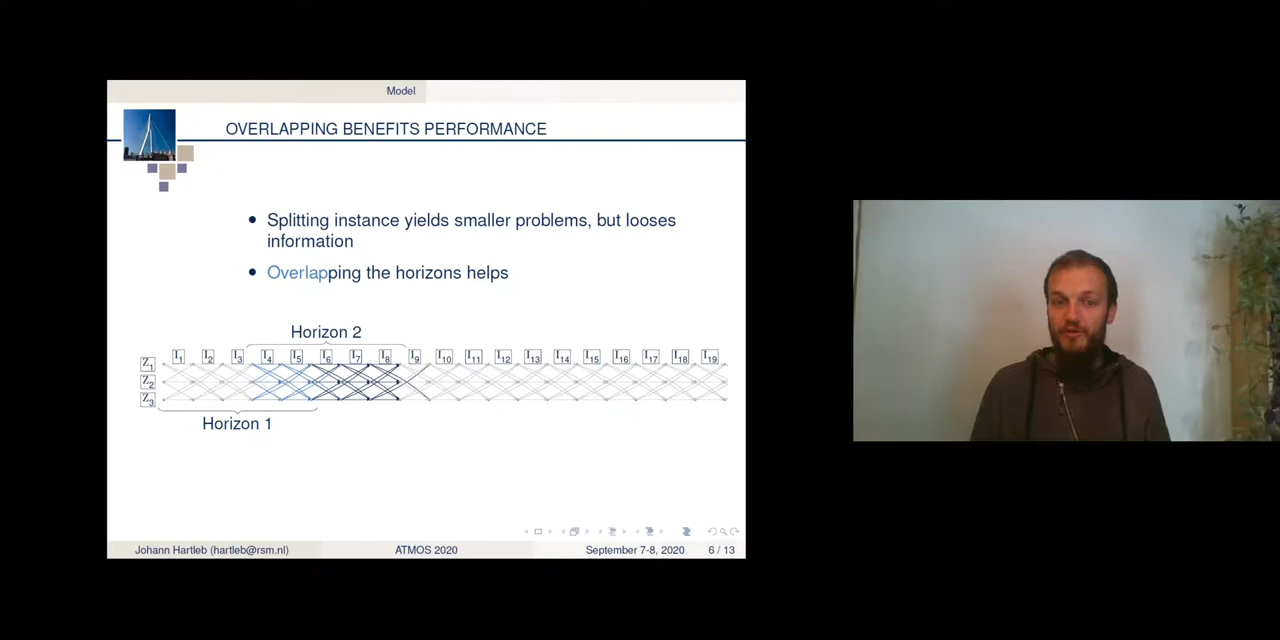 Model
OVERLAPPING BENEFITS PERFORMANCE
Splitting instance yields smaller problems, but looses
information
Overlapping the horizons helps
Horizon 2
I1 I2 I3 I4 I5 I6 I7 I8 I9 I10 I11 I12 I13 I14 I15 I16 I17 I18 I19
Z1
Z2
Z3
Horizon 1
Johann Hartleb (hartleb@rsm.nl) ATMOS 2020 September 7-8, 2020 6 / 13